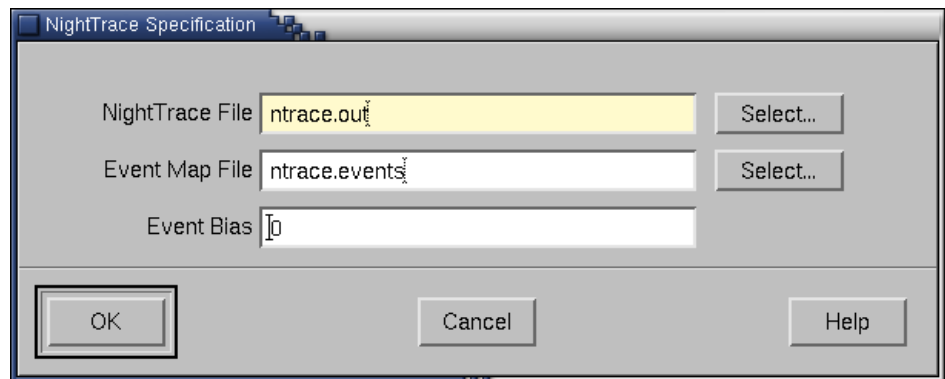 NightTrace Specification
NightTrace File ntrace.out Select...
Event Map File ntrace.events Select...
Event Bias 0
OK Cancel Help